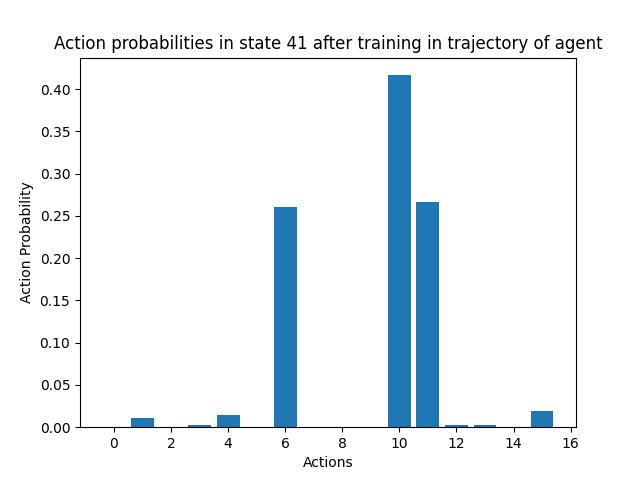 Action probabilities in state 41 after training in trajectory of agent
Action Probability
0.40
0.35
0.30
0.25
0.20
0.15
0.10
0.05
0.00
0 2 4 6 8 10 12 14 16
Actions